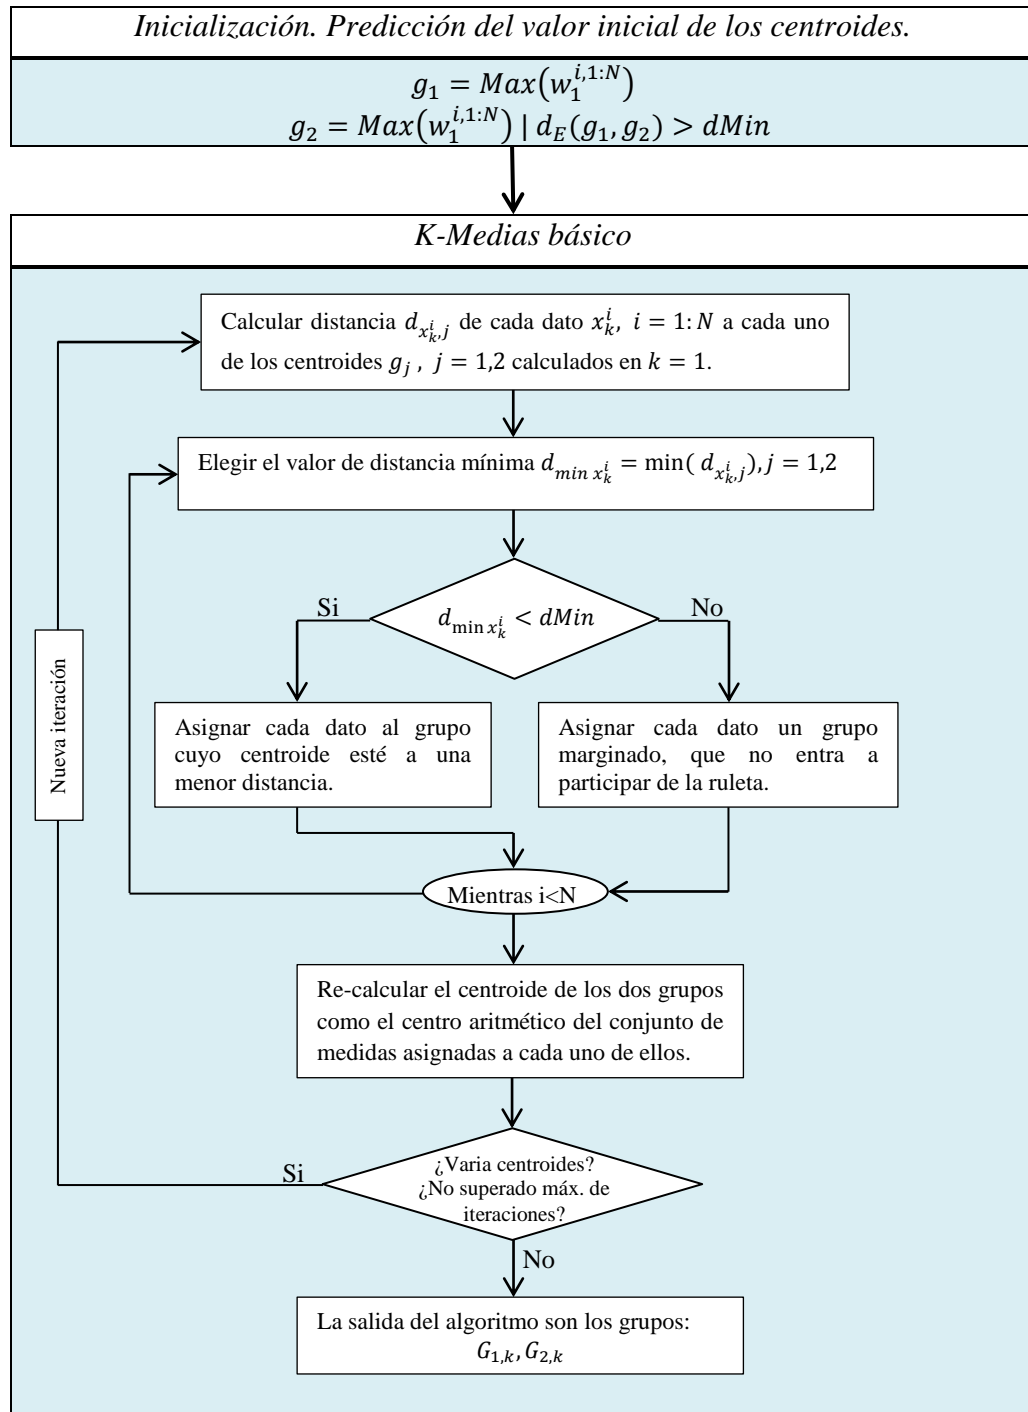 Inicialización. Predicción del valor inicial de los centroides.
g₁ = Max(w₁^{i,1:N})
g₂ = Max(w₁^{i,1:N}) | d_E(g₁, g₂) > dMin
K-Medias básico
Calcular distancia d_{x_k^i,j} de cada dato x_k^i, i = 1:N a cada uno
de los centroides g_j , j = 1,2 calculados en k = 1.
Elegir el valor de distancia mínima d_{min x_k^i} = min( d_{x_k^i,j}), j = 1,2
Si
d_{min x_k^i} < dMin
No
Asignar cada dato al grupo
cuyo centroide esté a una
menor distancia.
Asignar cada dato un grupo
marginado, que no entra a
participar de la ruleta.
Nueva iteración
Mientras i<N
Re-calcular el centroide de los dos grupos
como el centro aritmético del conjunto de
medidas asignadas a cada uno de ellos.
Si
¿Varia centroides?
¿No superado máx. de
iteraciones?
No
La salida del algoritmo son los grupos:
G_{1,k}, G_{2,k}